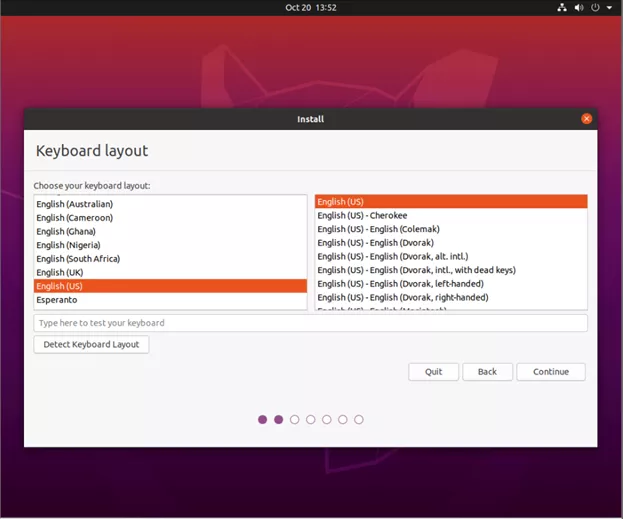 Oct 20 13:52
Install
Keyboard layout
Choose your keyboard layout:
English (Australian)
English (Cameroon)
English (Ghana)
English (Nigeria)
English (South Africa)
English (UK)
English (US)
Esperanto
English (US)
English (US) - Cherokee
English (US) - English (Colemak)
English (US) - English (Dvorak)
English (US) - English (Dvorak, alt. intl.)
English (US) - English (Dvorak, intl., with dead keys)
English (US) - English (Dvorak, left-handed)
English (US) - English (Dvorak, right-handed)
English (US) - English (Macintosh)
Type here to test your keyboard
Detect Keyboard Layout
Quit Back Continue